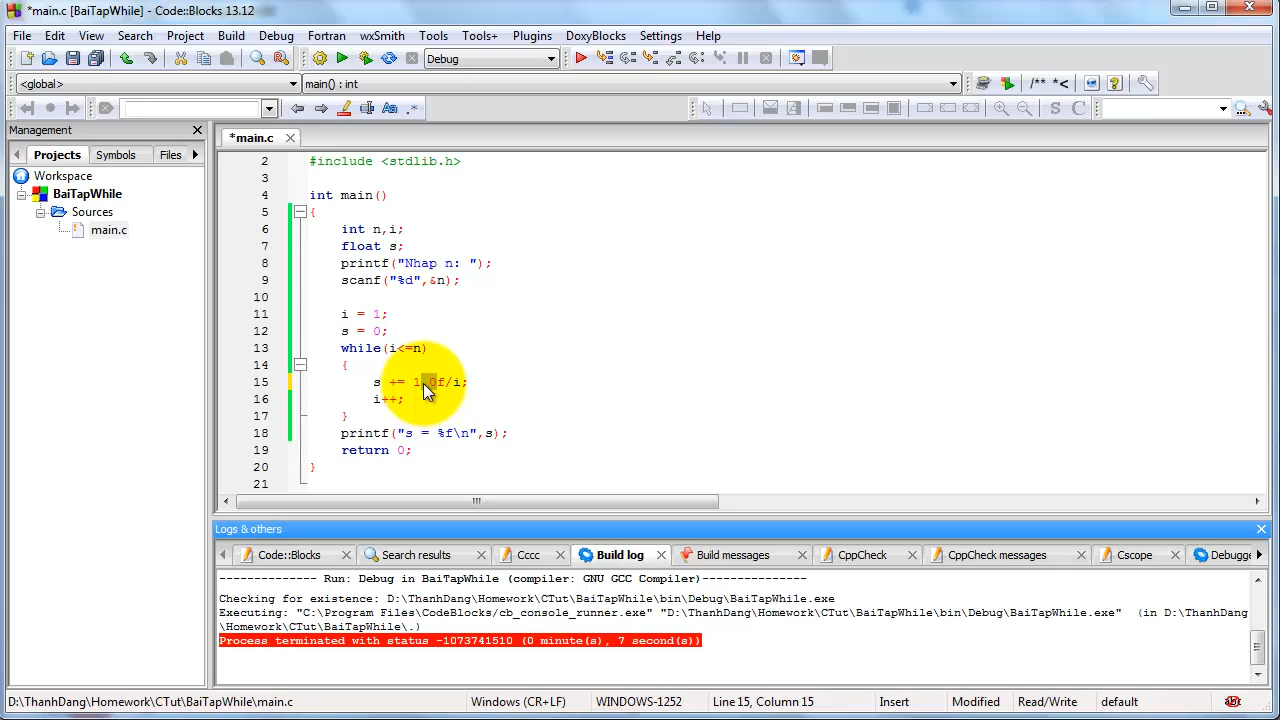 *main.c [BaiTapWhile] - Code::Blocks 13.12
File Edit View Search Project Build Debug Fortran wxSmith Tools Tools+ Plugins DoxyBlocks Settings Help
Debug
<global> main() : int
/** *<
Management
*main.c
Projects Symbols Files
Workspace
BaiTapWhile
Sources
main.c
2 #include <stdlib.h>
3
4 int main()
5 {
6 int n,i;
7 float s;
8 printf("Nhap n: ");
9 scanf("%d",&n);
10
11 i = 1;
12 s = 0;
13 while(i<=n)
14 {
15 s += 1.0f/i;
16 i++;
17 }
18 printf("s = %f\n",s);
19 return 0;
20 }
21
Logs & others
Code::Blocks Search results Cccc Build log Build messages CppCheck CppCheck messages Cscope Debugge
-------------- Run: Debug in BaiTapWhile (compiler: GNU GCC Compiler)---------------
Checking for existence: D:\ThanhDang\Homework\CTut\BaiTapWhile\bin\Debug\BaiTapWhile.exe
Executing: "C:\Program Files\CodeBlocks/cb_console_runner.exe" "D:\ThanhDang\Homework\CTut\BaiTapWhile\bin\Debug\BaiTapWhile.exe"  (in D:\ThanhDang
\Homework\CTut\BaiTapWhile\.)
Process terminated with status -1073741510 (0 minute(s), 7 second(s))
D:\ThanhDang\Homework\CTut\BaiTapWhile\main.c Windows (CR+LF) WINDOWS-1252 Line 15, Column 15 Insert Modified Read/Write default